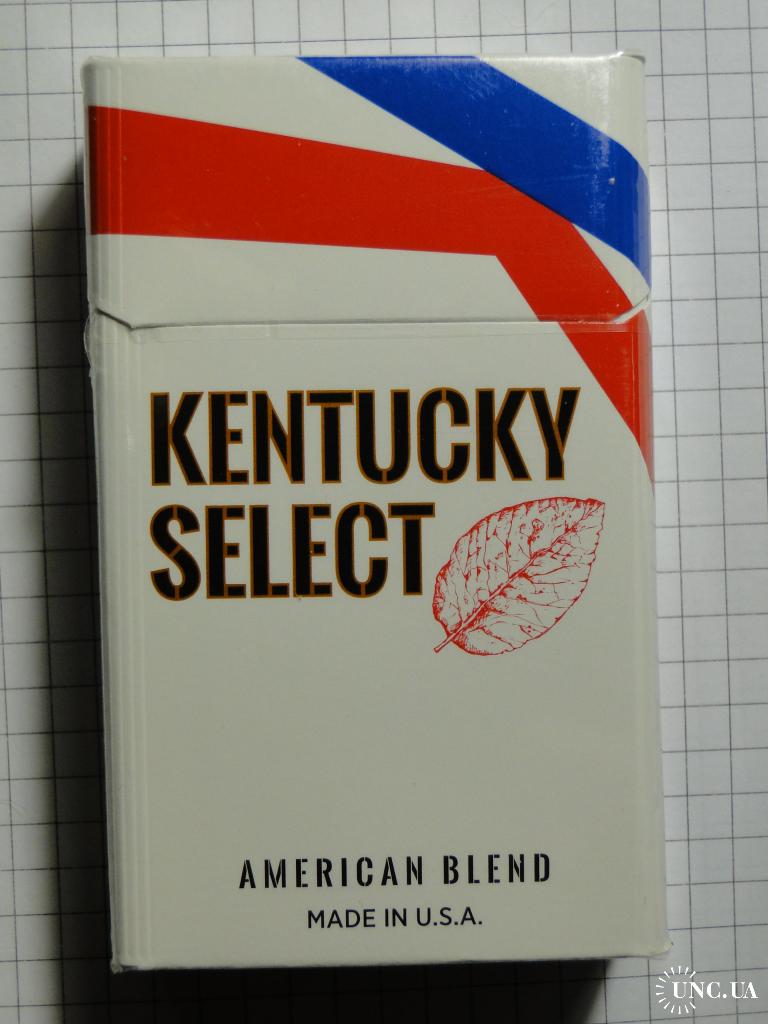 KENTUCKY
SELECT
AMERICAN BLEND
MADE IN U.S.A.
UNC.UA